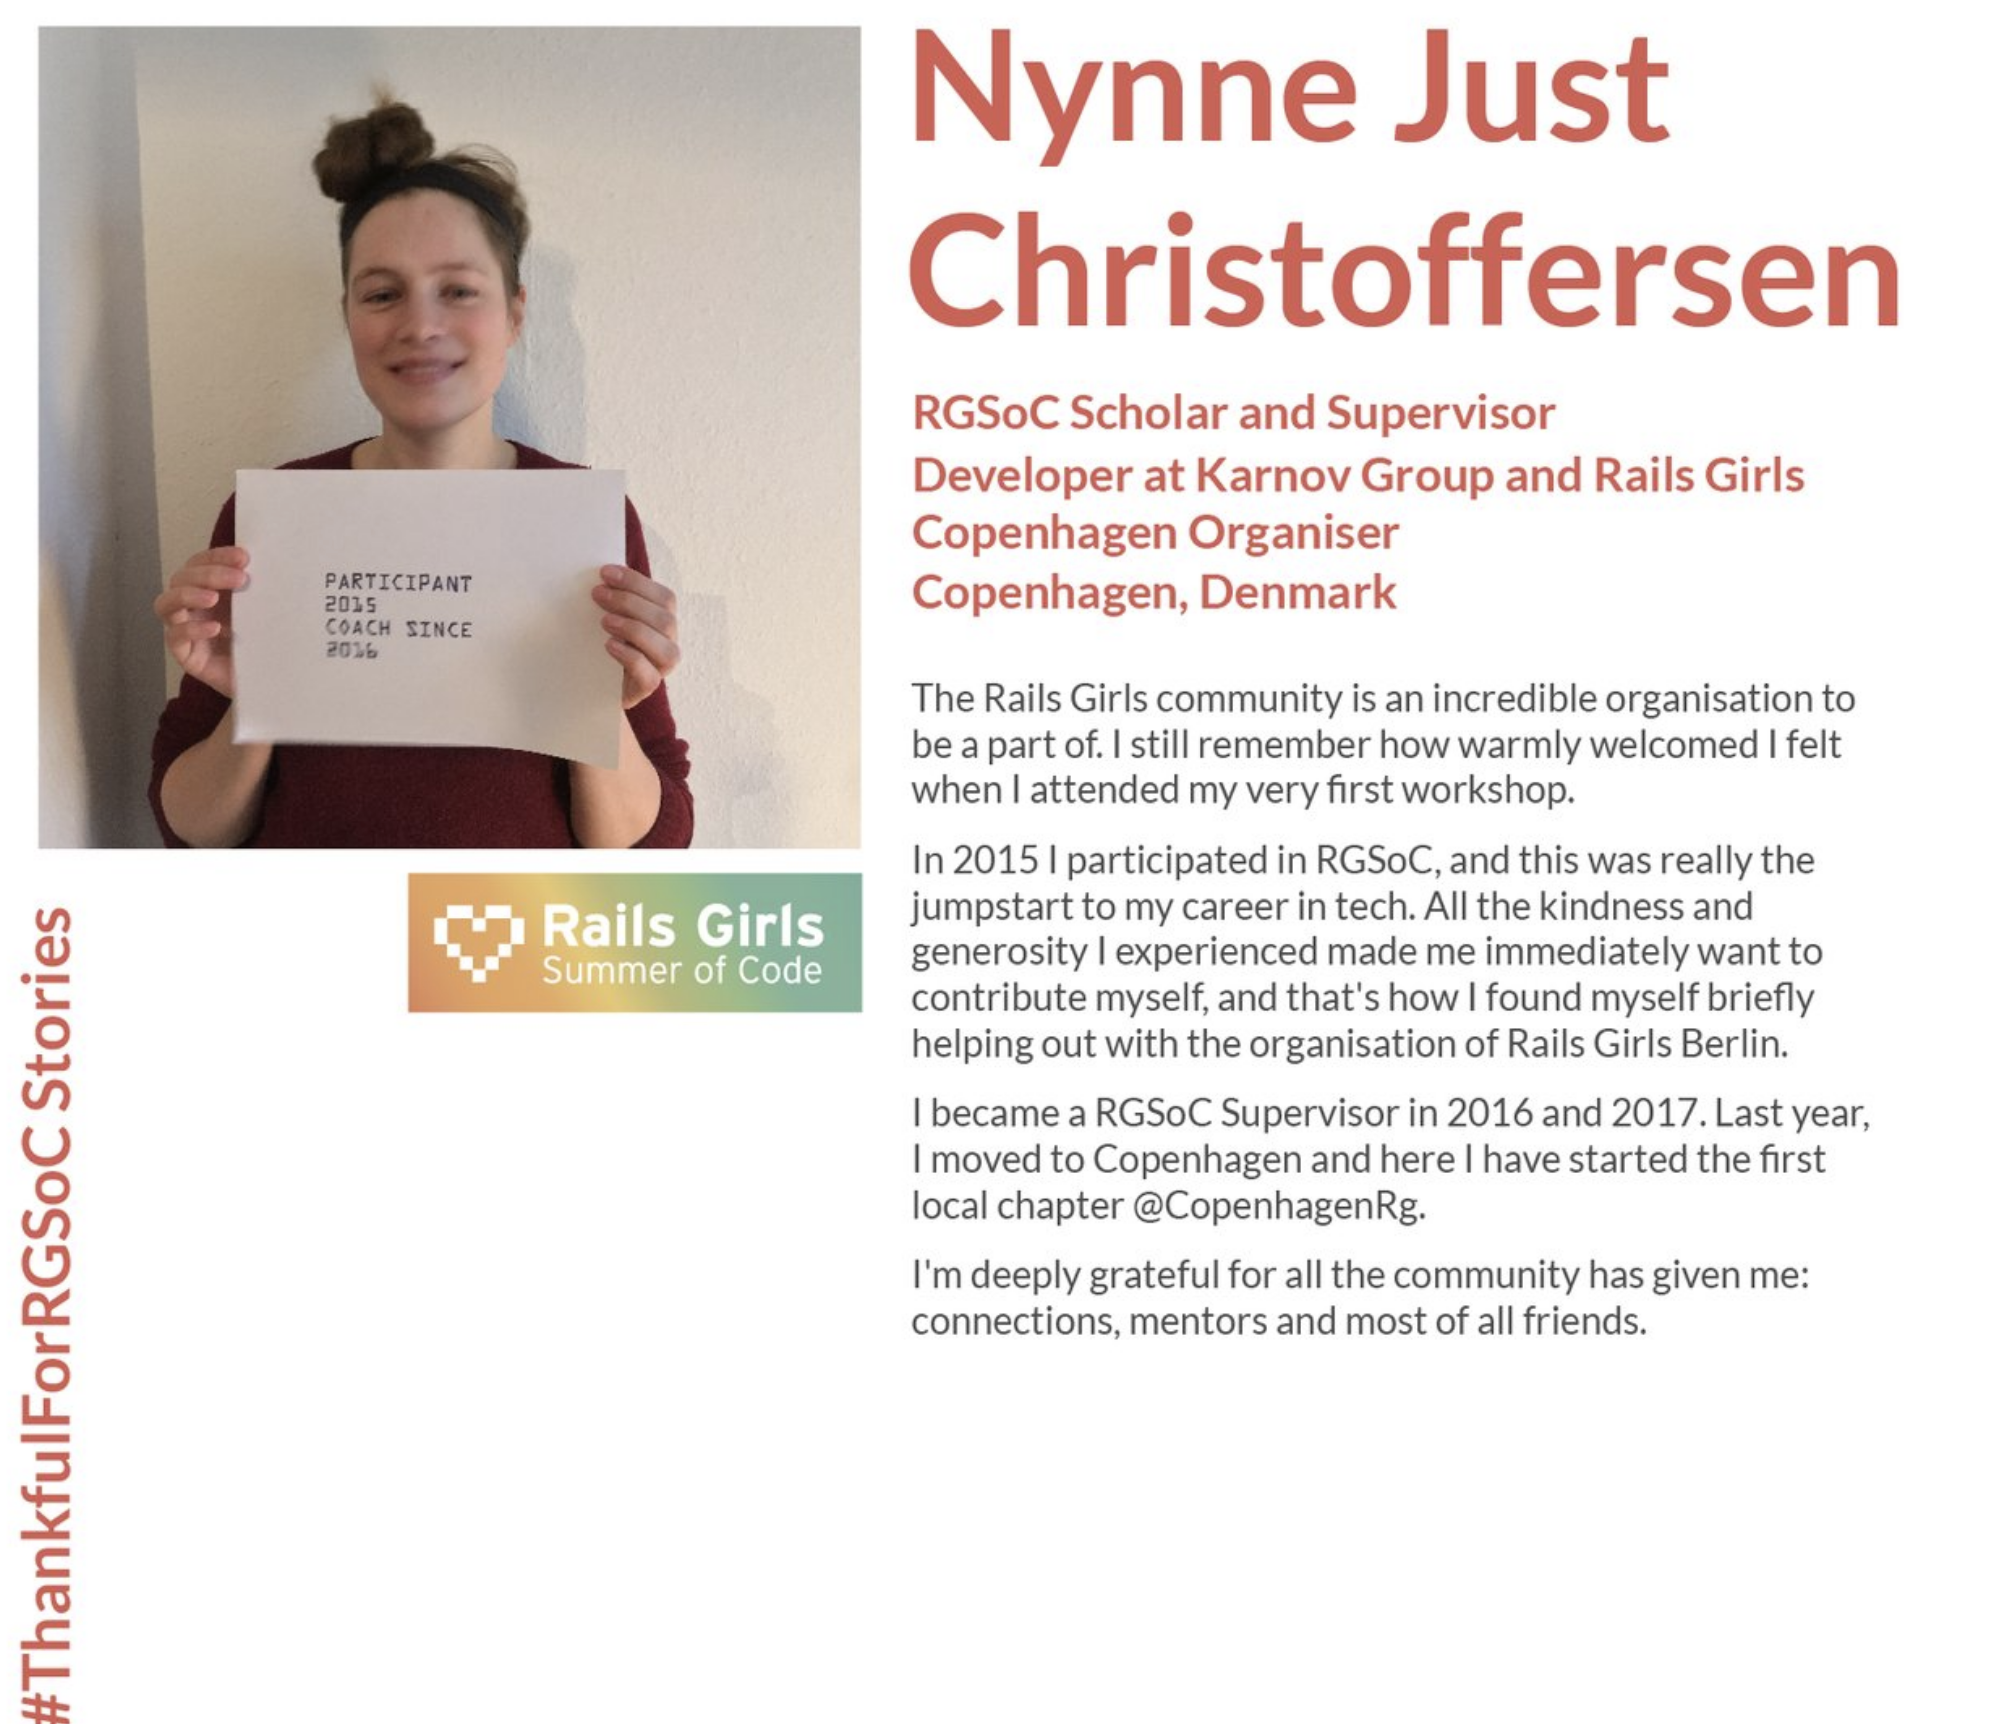 Nynne Just
Christoffersen
RGSoC Scholar and Supervisor
Developer at Karnov Group and Rails Girls
Copenhagen Organiser
Copenhagen, Denmark
The Rails Girls community is an incredible organisation to
be a part of. I still remember how warmly welcomed I felt
when I attended my very first workshop.
In 2015 I participated in RGSoC, and this was really the
jumpstart to my career in tech. All the kindness and
generosity I experienced made me immediately want to
contribute myself, and that's how I found myself briefly
helping out with the organisation of Rails Girls Berlin.
I became a RGSoC Supervisor in 2016 and 2017. Last year,
I moved to Copenhagen and here I have started the first
local chapter @CopenhagenRg.
I'm deeply grateful for all the community has given me:
connections, mentors and most of all friends.
PARTICIPANT
2015
COACH SINCE
2016
Rails Girls
Summer of Code
#ThankfulForRGSoC Stories